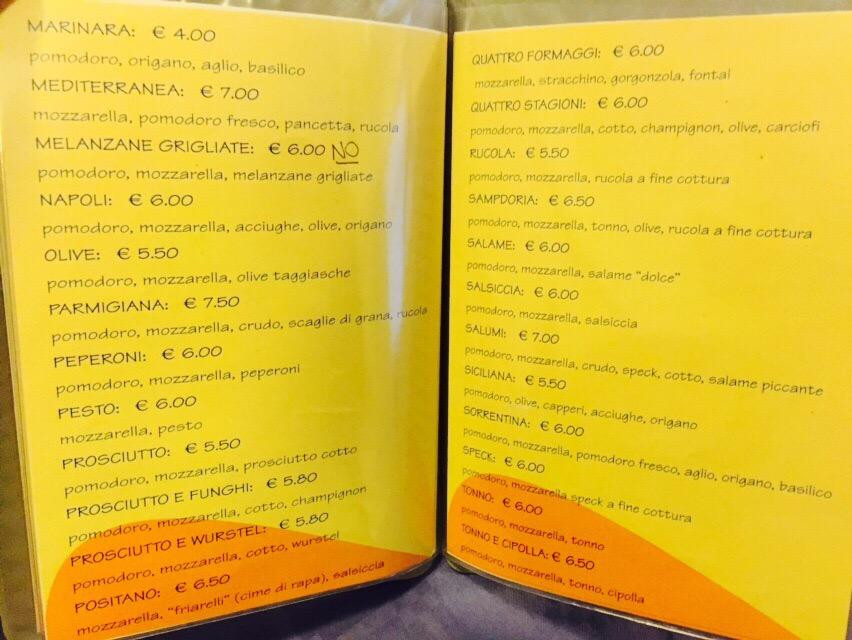 MARINARA: € 4.00
pomodoro, origano, aglio, basilico
MEDITERRANEA: € 7.00
mozzarella, pomodoro fresco, pancetta, rucola
MELANZANE GRIGLIATE: € 6.00 NO
pomodoro, mozzarella, melanzane grigliate
NAPOLI: € 6.00
pomodoro, mozzarella, acciughe, olive, origano
OLIVE: € 5.50
pomodoro, mozzarella, olive taggiasche
PARMIGIANA: € 7.50
pomodoro, mozzarella, crudo, scaglie di grana, rucola
PEPERONI: € 6.00
pomodoro, mozzarella, peperoni
PESTO: € 6.00
mozzarella, pesto
PROSCIUTTO: € 5.50
pomodoro, mozzarella, prosciutto cotto
PROSCIUTTO E FUNGHI: € 5.80
pomodoro, mozzarella, cotto, champignon
PROSCIUTTO E WURSTEL: € 5.80
pomodoro, mozzarella, cotto, wurstel
POSITANO: € 6.50
mozzarella, "friarelli" (cime di rapa), salsiccia
QUATTRO FORMAGGI: € 6.00
mozzarella, stracchino, gorgonzola, fontal
QUATTRO STAGIONI: € 6.00
pomodoro, mozzarella, cotto, champignon, olive, carciofi
RUCOLA: € 5.50
pomodoro, mozzarella, rucola a fine cottura
SAMPDORIA: € 6.50
pomodoro, mozzarella, tonno, olive, rucola a fine cottura
SALAME: € 6.00
pomodoro, mozzarella, salame "dolce"
SALSICCIA: € 6.00
pomodoro, mozzarella, salsiccia
SALUMI: € 7.00
pomodoro, mozzarella, crudo, speck, cotto, salame piccante
SICILIANA: € 5.50
pomodoro, olive, capperi, acciughe, origano
SORRENTINA: € 6.00
pomodoro, mozzarella, pomodoro fresco, aglio, origano, basilico
SPECK: € 6.00
pomodoro, mozzarella speck a fine cottura
TONNO: € 6.00
pomodoro, mozzarella, tonno
TONNO E CIPOLLA: € 6.50
pomodoro, mozzarella, tonno, cipolla